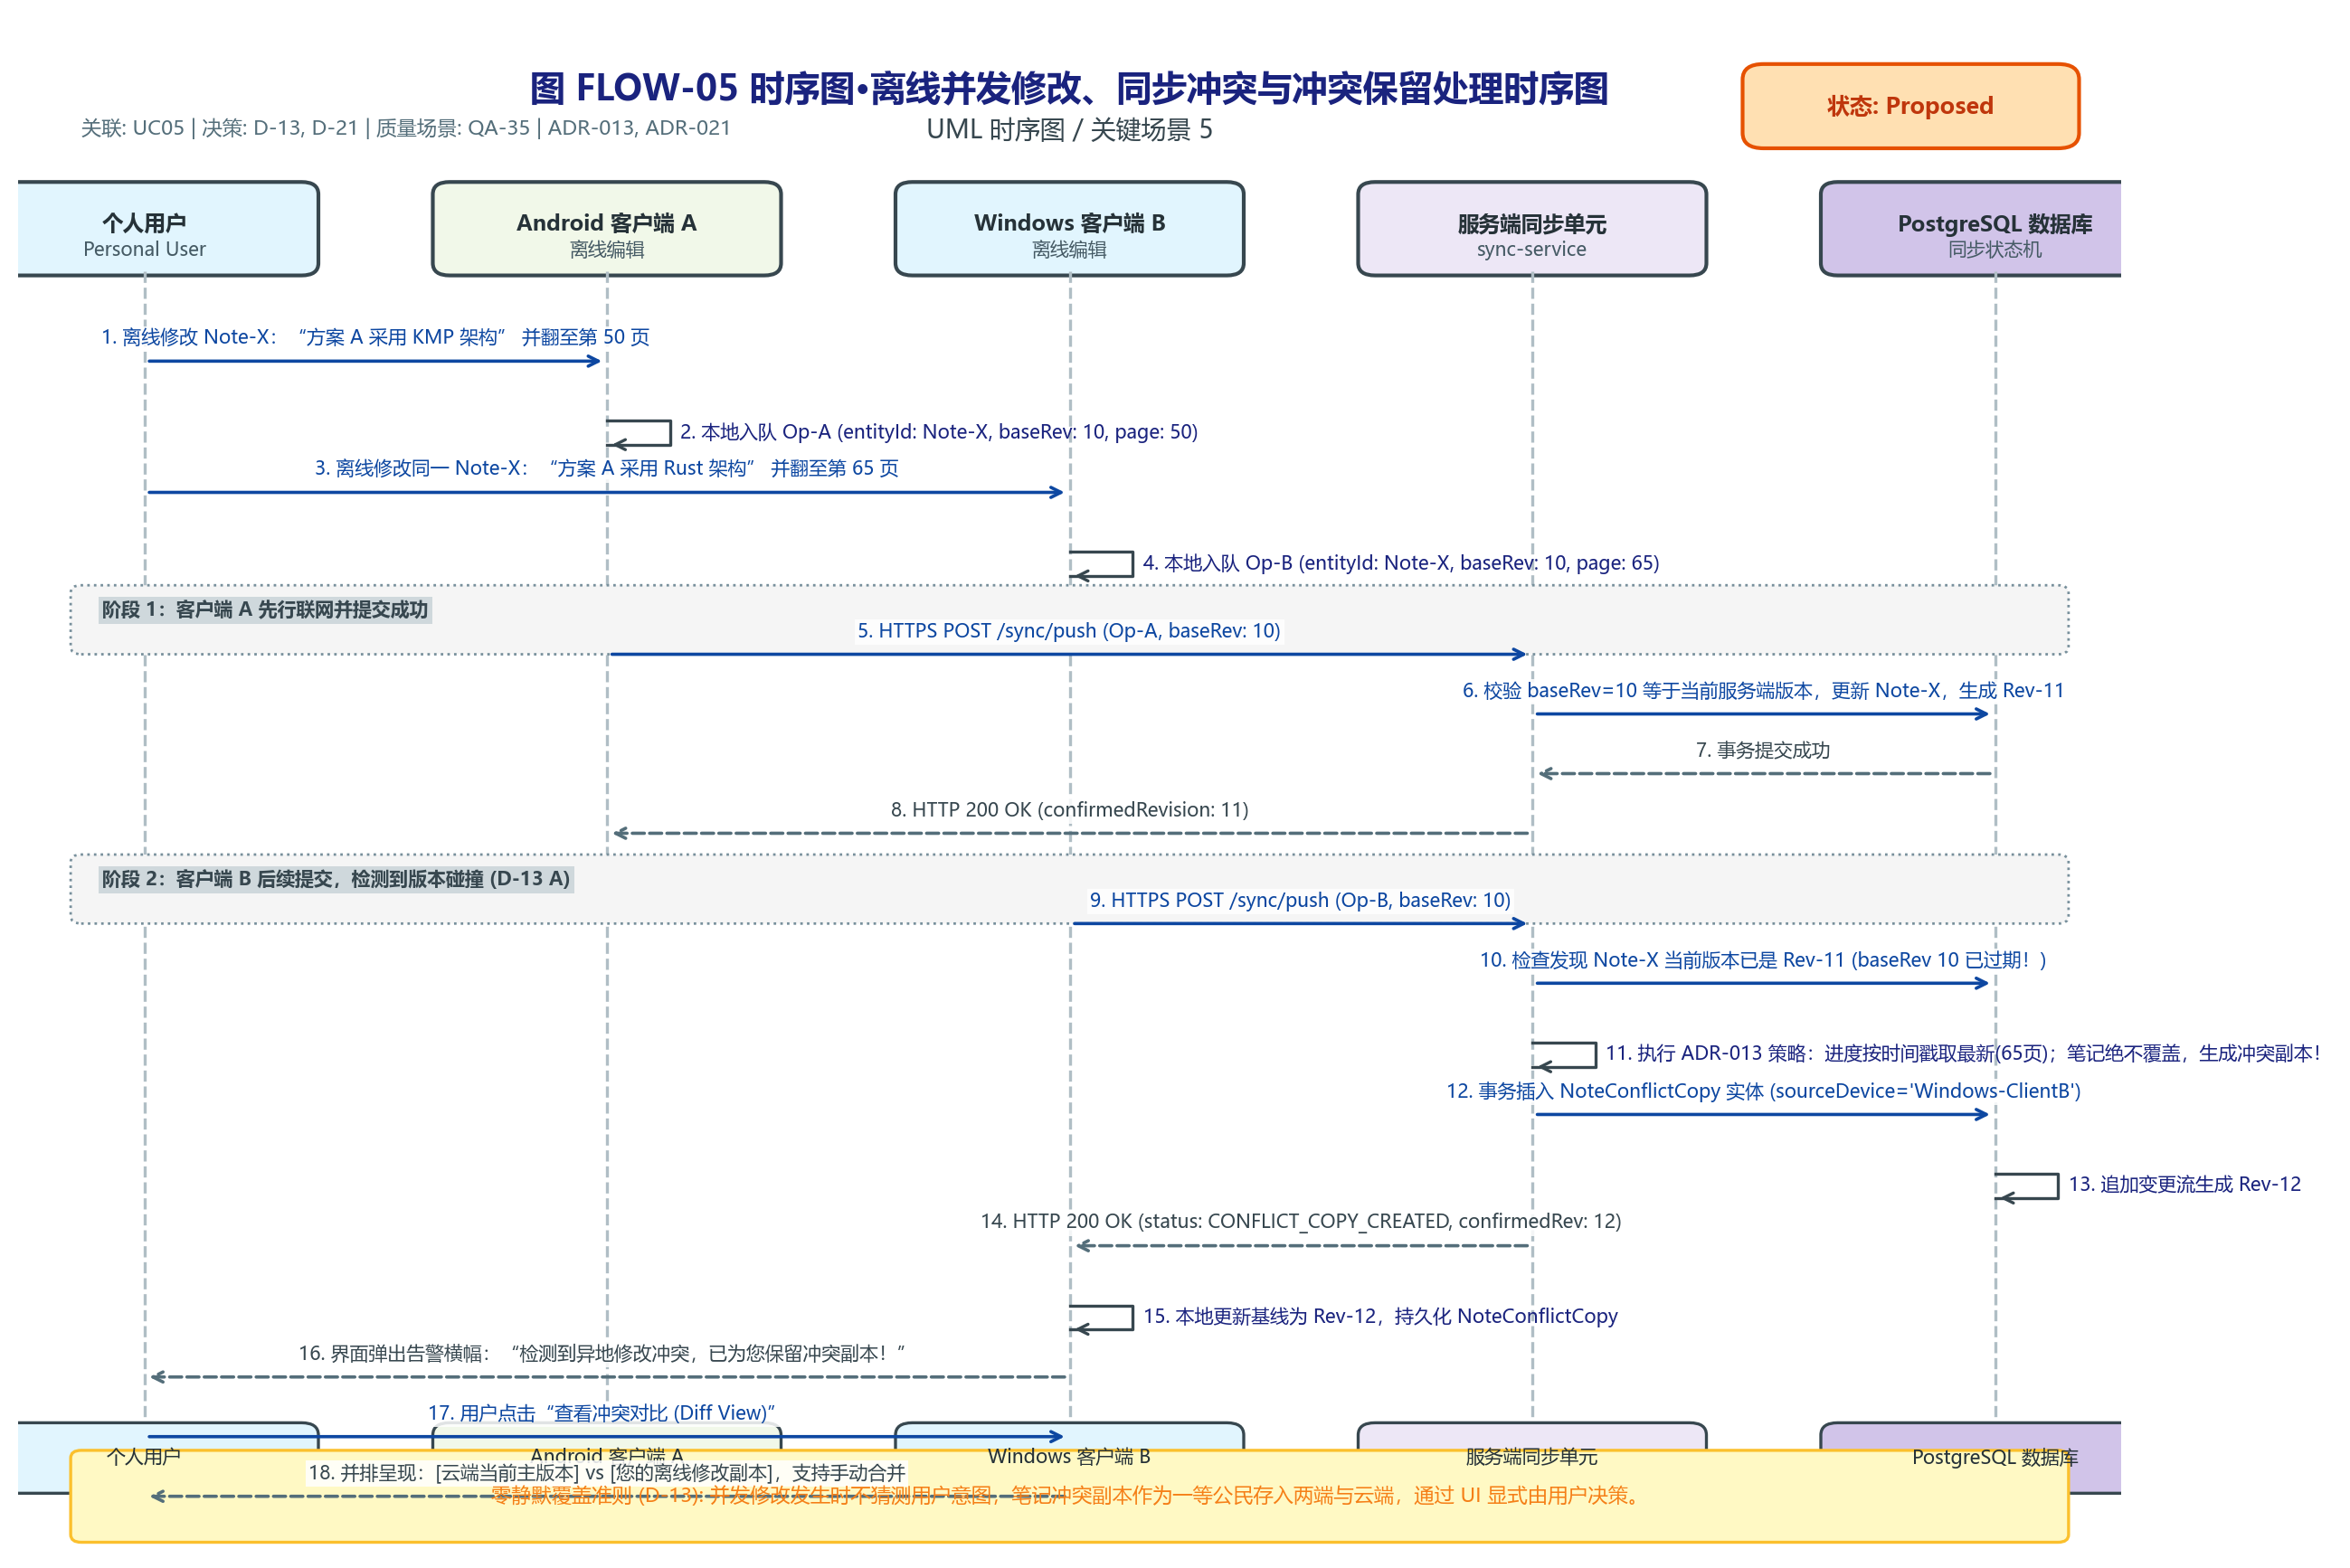 图 FLOW-05 时序图•离线并发修改、同步冲突与冲突保留处理时序图
状态: Proposed
关联: UC05 | 决策: D-13, D-21 | 质量场景: QA-35 | ADR-013, ADR-021
UML 时序图 / 关键场景 5
个人用户
Personal User
Android 客户端 A
离线编辑
Windows 客户端 B
离线编辑
服务端同步单元
sync-service
PostgreSQL 数据库
同步状态机
1. 离线修改 Note-X：“方案 A 采用 KMP 架构” 并翻至第 50 页
2. 本地入队 Op-A (entityId: Note-X, baseRev: 10, page: 50)
3. 离线修改同一 Note-X：“方案 A 采用 Rust 架构” 并翻至第 65 页
4. 本地入队 Op-B (entityId: Note-X, baseRev: 10, page: 65)
阶段 1：客户端 A 先行联网并提交成功
5. HTTPS POST /sync/push (Op-A, baseRev: 10)
6. 校验 baseRev=10 等于当前服务端版本，更新 Note-X，生成 Rev-11
7. 事务提交成功
8. HTTP 200 OK (confirmedRevision: 11)
阶段 2：客户端 B 后续提交，检测到版本碰撞 (D-13 A)
9. HTTPS POST /sync/push (Op-B, baseRev: 10)
10. 检查发现 Note-X 当前版本已是 Rev-11 (baseRev 10 已过期！)
11. 执行 ADR-013 策略：进度按时间戳取最新(65页)；笔记绝不覆盖，生成冲突副本！
12. 事务插入 NoteConflictCopy 实体 (sourceDevice='Windows-ClientB')
13. 追加变更流生成 Rev-12
14. HTTP 200 OK (status: CONFLICT_COPY_CREATED, confirmedRev: 12)
15. 本地更新基线为 Rev-12，持久化 NoteConflictCopy
16. 界面弹出告警横幅：“检测到异地修改冲突，已为您保留冲突副本！”
17. 用户点击“查看冲突对比 (Diff View)”
个人用户
Android 客户端 A
Windows 客户端 B
服务端同步单元
PostgreSQL 数据库
18. 并排呈现：[云端当前主版本] vs [您的离线修改副本]，支持手动合并
零静默覆盖准则 (D-13): 并发修改发生时不猜测用户意图，笔记冲突副本作为一等公民存入两端与云端，通过 UI 显式由用户决策。